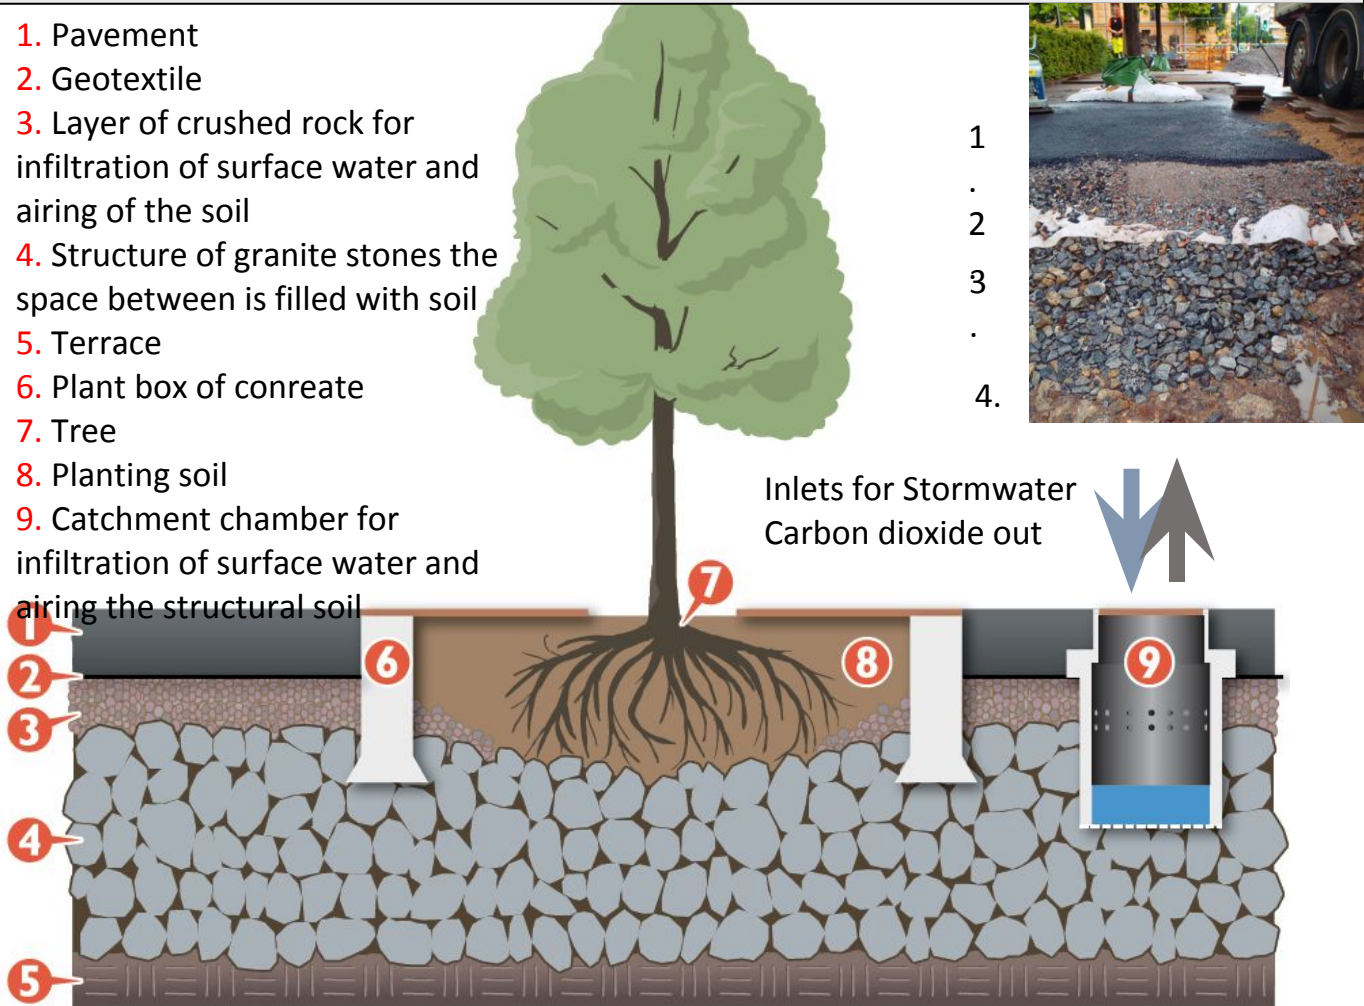 1. Pavement
2. Geotextile
3. Layer of crushed rock for
infiltration of surface water and
airing of the soil
4. Structure of granite stones the
space between is filled with soil
5. Terrace
6. Plant box of conreate
7. Tree
8. Planting soil
9. Catchment chamber for
infiltration of surface water and
airing the structural soil
1
.
2
3
.
4.
Inlets for Stormwater
Carbon dioxide out
7
1
6
8
9
2
3
4
5